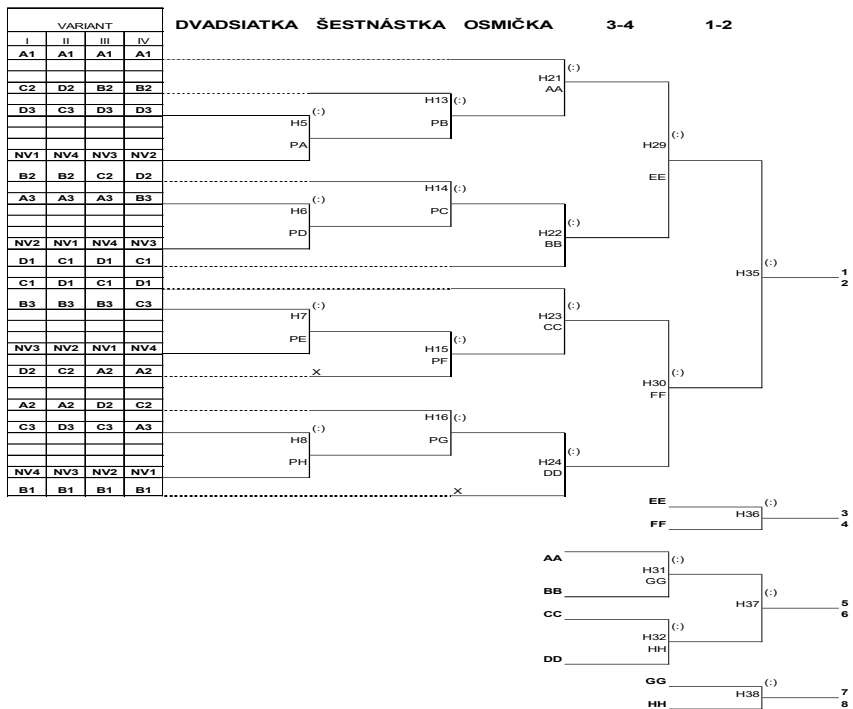 VARIANT DVADSIATKA ŠESTNÁSTKA OSMIČKA 3-4 1-2
I II III IV
A1 A1 A1 A1
(:)
H21
C2 D2 B2 B2 AA
H13 (:)
D3 C3 D3 D3 (:)
H5 PB
(:)
PA H29
NV1 NV4 NV3 NV2
B2 B2 C2 D2 EE
H14 (:)
A3 A3 A3 B3 (:)
H6 PC
(:)
PD H22
NV2 NV1 NV4 NV3 BB
D1 C1 D1 C1 (:)
H35 1
C1 D1 C1 D1 2
B3 B3 B3 C3 (:) (:)
H7 H23
CC
PE (:)
NV3 NV2 NV1 NV4 H15
PF
D2 C2 A2 A2 X (:)
H30
FF
A2 A2 D2 C2
H16 (:)
C3 D3 C3 A3 (:)
H8 PG
(:)
PH H24
NV4 NV3 NV2 NV1 DD
B1 B1 B1 B1 X
EE (:)
H36 3
FF 4
AA (:)
H31
GG
BB (:)
H37 5
CC 6
(:)
H32
HH
DD
GG (:)
H38 7
HH 8